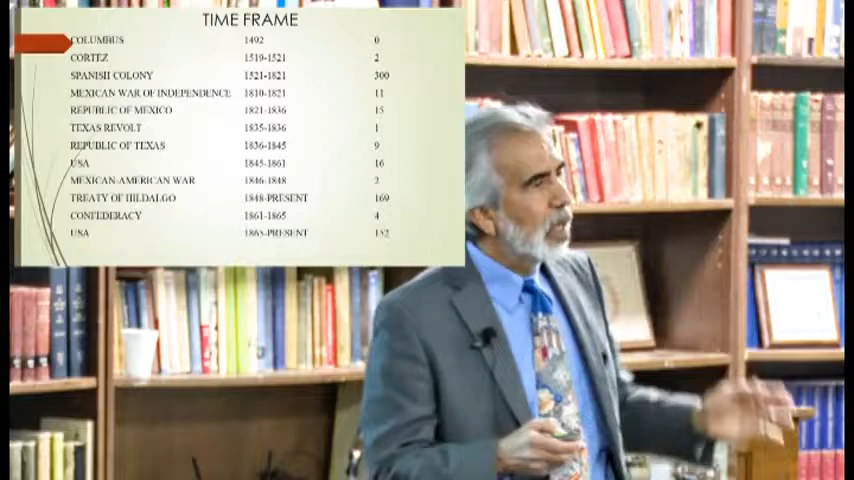 TIME FRAME
COLUMBUS 1492 0
CORTEZ 1519-1521 2
SPANISH COLONY 1521-1821 300
MEXICAN WAR OF INDEPENDENCE 1810-1821 11
REPUBLIC OF MEXICO 1821-1836 15
TEXAS REVOLT 1835-1836 1
REPUBLIC OF TEXAS 1836-1845 9
USA 1845-1861 16
MEXICAN-AMERICAN WAR 1846-1848 2
TREATY OF HILDALGO 1848-PRESENT 169
CONFEDERACY 1861-1865 4
USA 1865-PRESENT 152